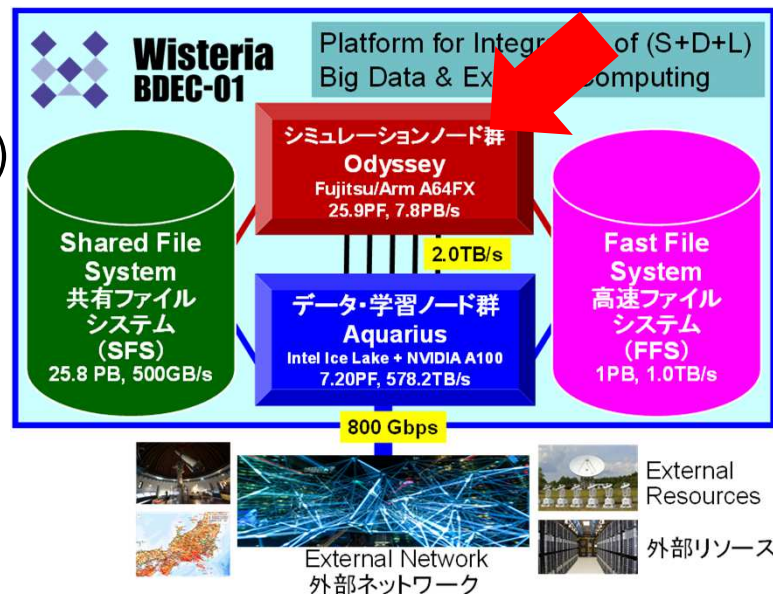 Wisteria
BDEC-01
Platform for Integr of (S+D+L)
Big Data & Ex omputing
)
シミュレーションノード群
Odyssey
Fujitsu/Arm A64FX
25.9PF, 7.8PB/s
Shared File
System
共有ファイル
システム
(SFS)
25.8 PB, 500GB/s
2.0TB/s
データ・学習ノード群
Aquarius
Intel Ice Lake + NVIDIA A100
7.20PF, 578.2TB/s
Fast File
System
高速ファイル
システム
(FFS)
1PB, 1.0TB/s
800 Gbps
External Network
外部ネットワーク
External
Resources
外部リソース